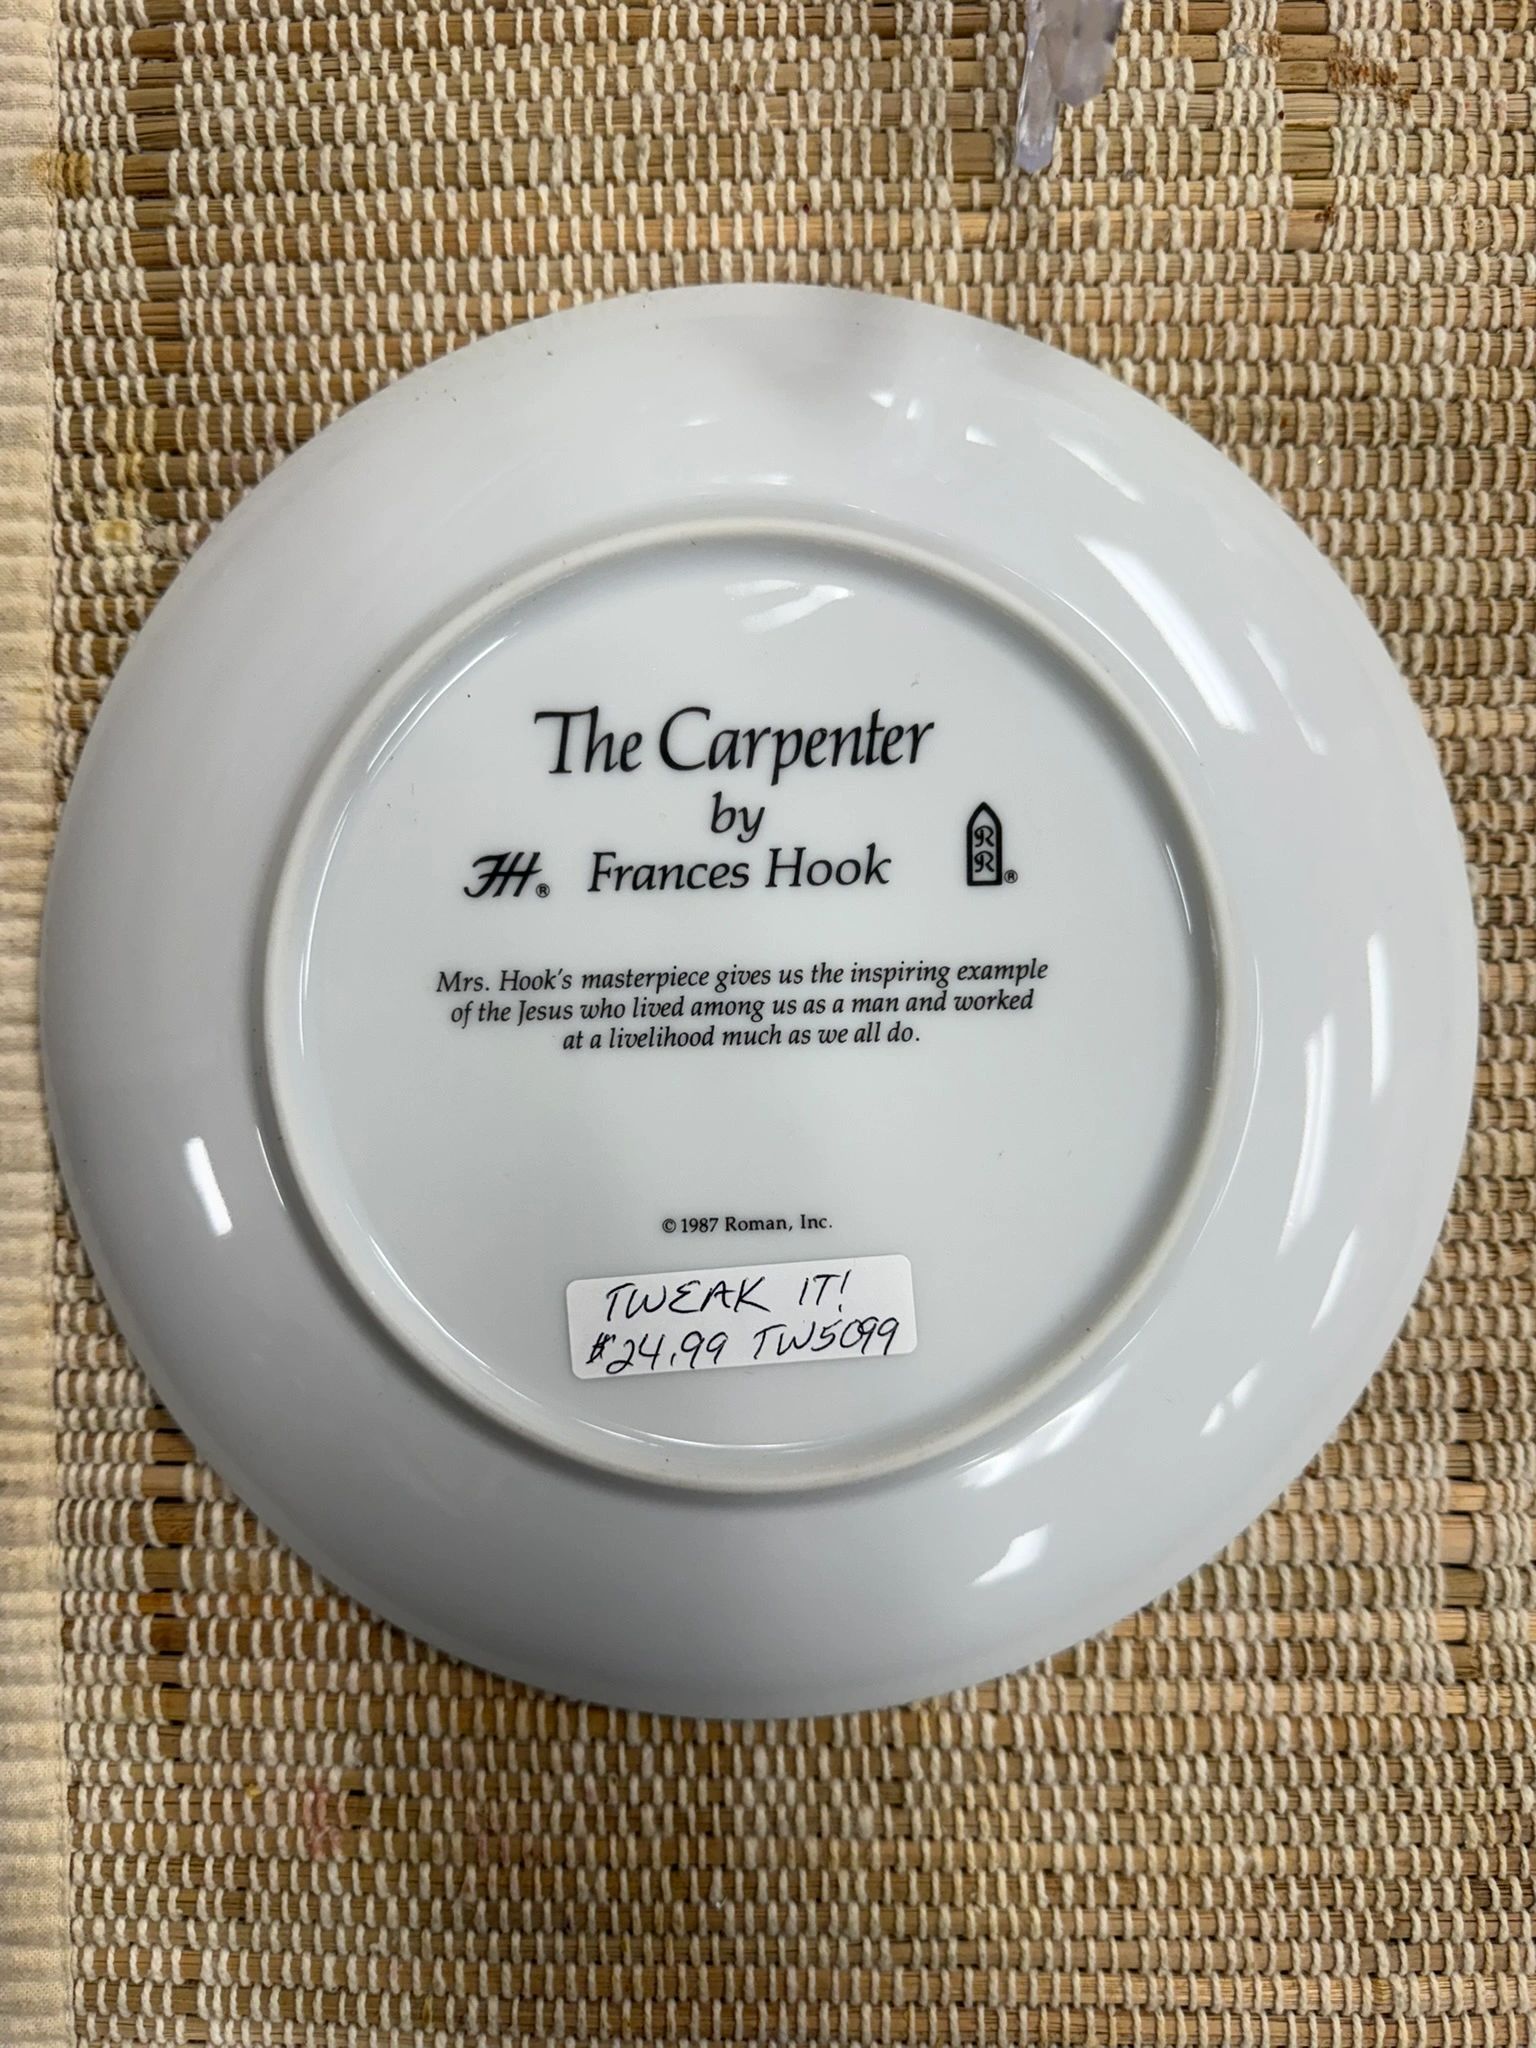 The Carpenter
by
FH® Frances Hook RR®
Mrs. Hook's masterpiece gives us the inspiring example
of the Jesus who lived among us as a man and worked
at a livelihood much as we all do.
© 1987 Roman, Inc.
TWEAK IT!
$24.99 TW5099